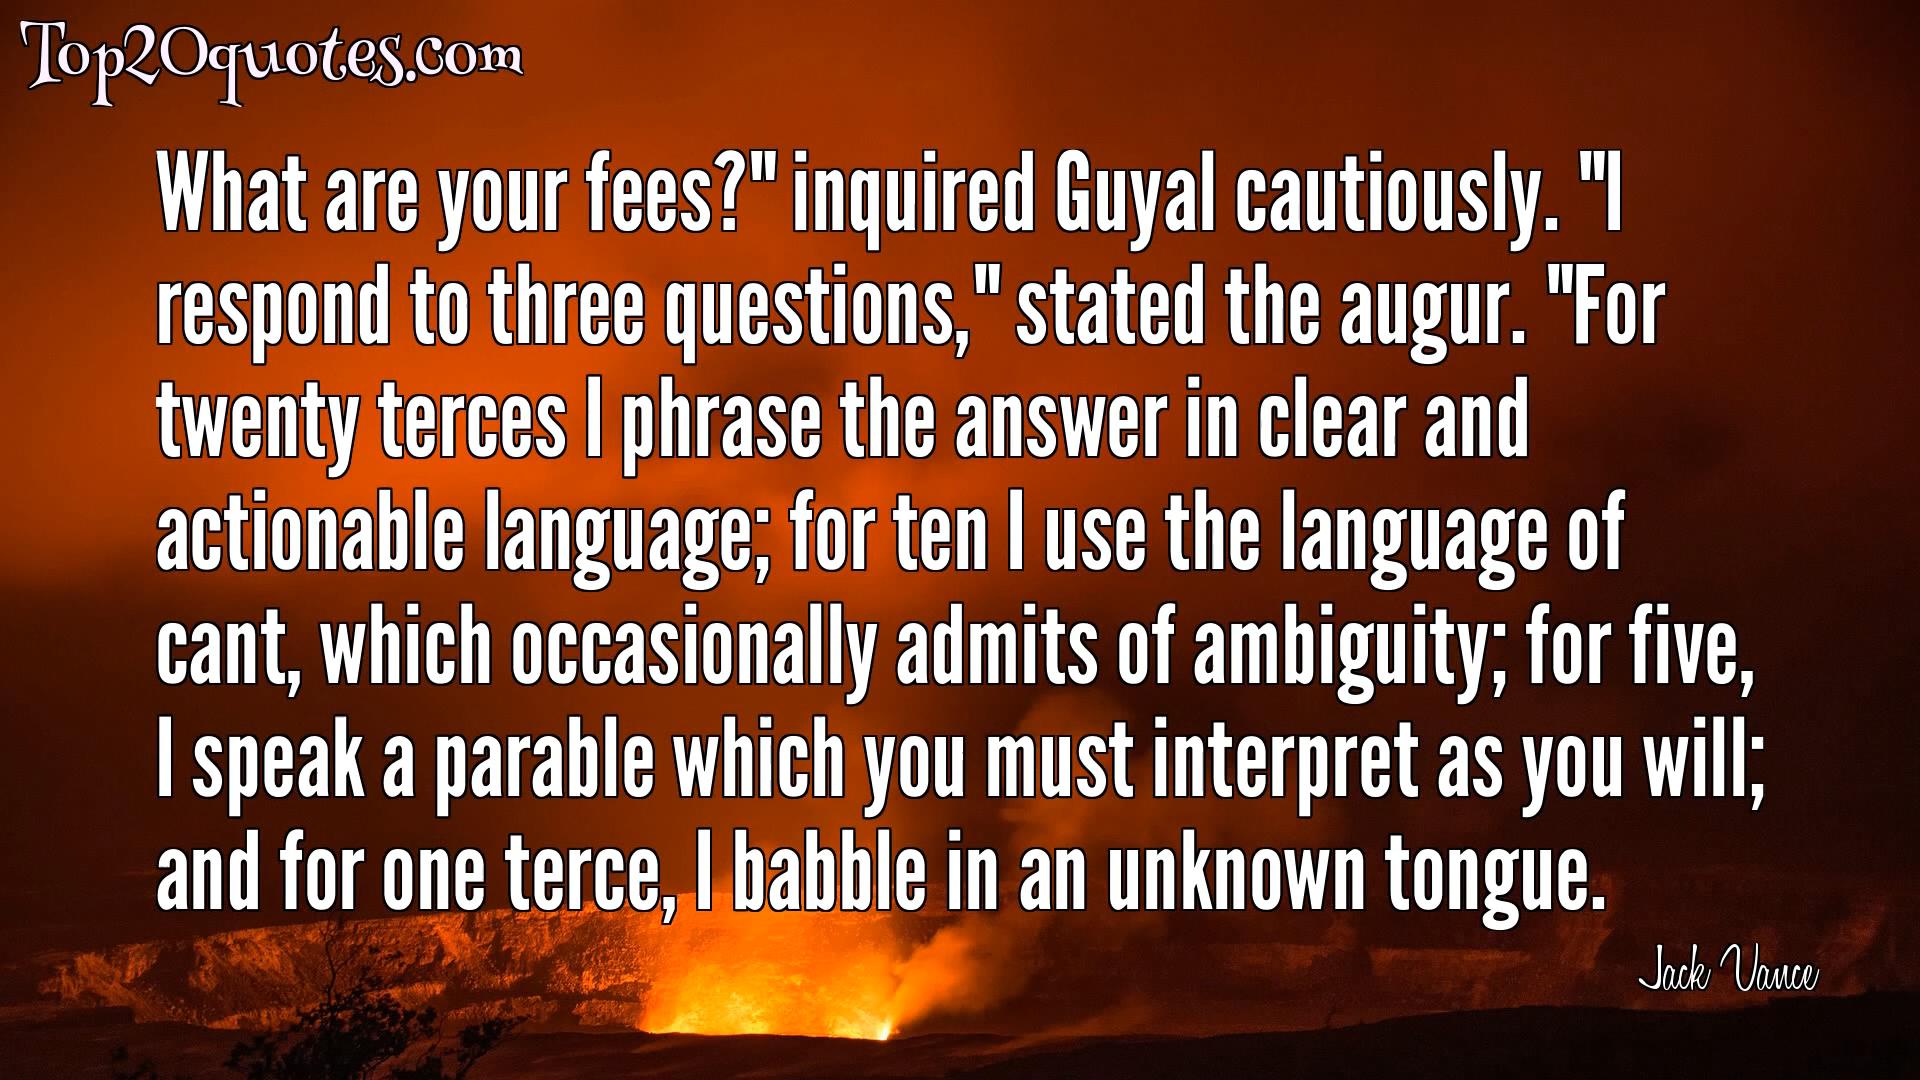 Top20quotes.com
What are your fees?" inquired Guyal cautiously. "I
respond to three questions," stated the augur. "For
twenty terces I phrase the answer in clear and
actionable language; for ten I use the language of
cant, which occasionally admits of ambiguity; for five,
I speak a parable which you must interpret as you will;
and for one terce, I babble in an unknown tongue.
Jack Vance